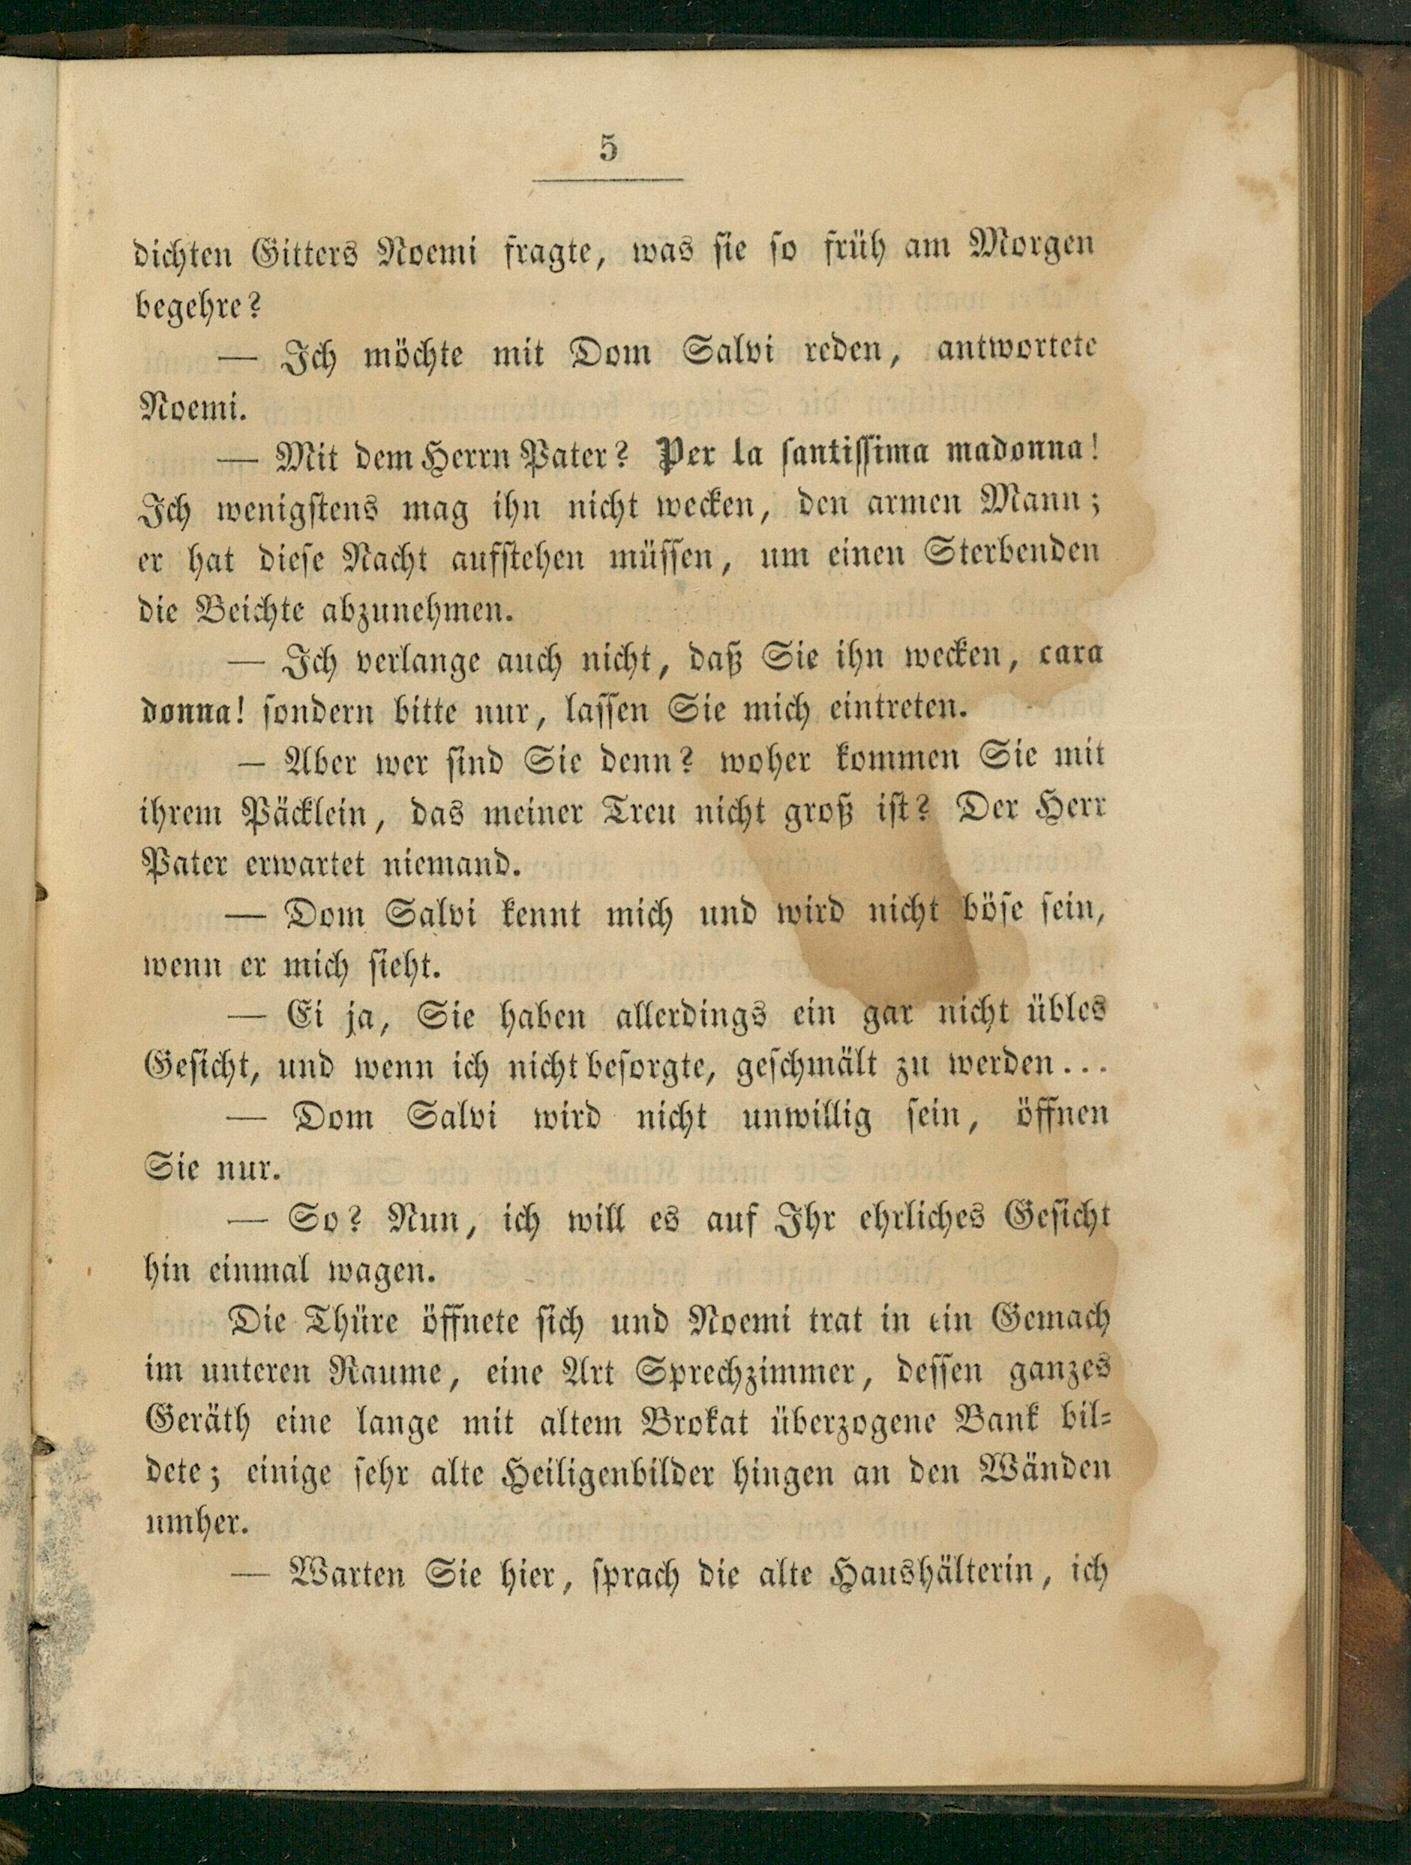 5
dichten Gitters Noemi fragte, was sie so früh am Morgen
begehre?
— Ich möchte mit Dom Salvi reden, antwortete
Noemi.
— Mit dem Herrn Pater? Per la santissima madonna!
Ich wenigstens mag ihn nicht wecken, den armen Mann;
er hat diese Nacht aufstehen müssen, um einen Sterbenden
die Beichte abzunehmen.
— Ich verlange auch nicht, daß Sie ihn wecken, cara
donna! sondern bitte nur, lassen Sie mich eintreten.
— Aber wer sind Sie denn? woher kommen Sie mit
ihrem Päcklein, das meiner Treu nicht groß ist? Der Herr
Pater erwartet niemand.
— Dom Salvi kennt mich und wird nicht böse sein,
wenn er mich sieht.
— Ei ja, Sie haben allerdings ein gar nicht übles
Gesicht, und wenn ich nicht besorgte, geschmält zu werden...
— Dom Salvi wird nicht unwillig sein, öffnen
Sie nur.
— So? Nun, ich will es auf Ihr ehrliches Gesicht
hin einmal wagen.
Die Thüre öffnete sich und Noemi trat in ein Gemach
im unteren Raume, eine Art Sprechzimmer, dessen ganzes
Geräth eine lange mit altem Brokat überzogene Bank bil-
dete; einige sehr alte Heiligenbilder hingen an den Wänden
umher.
— Warten Sie hier, sprach die alte Haushälterin, ich